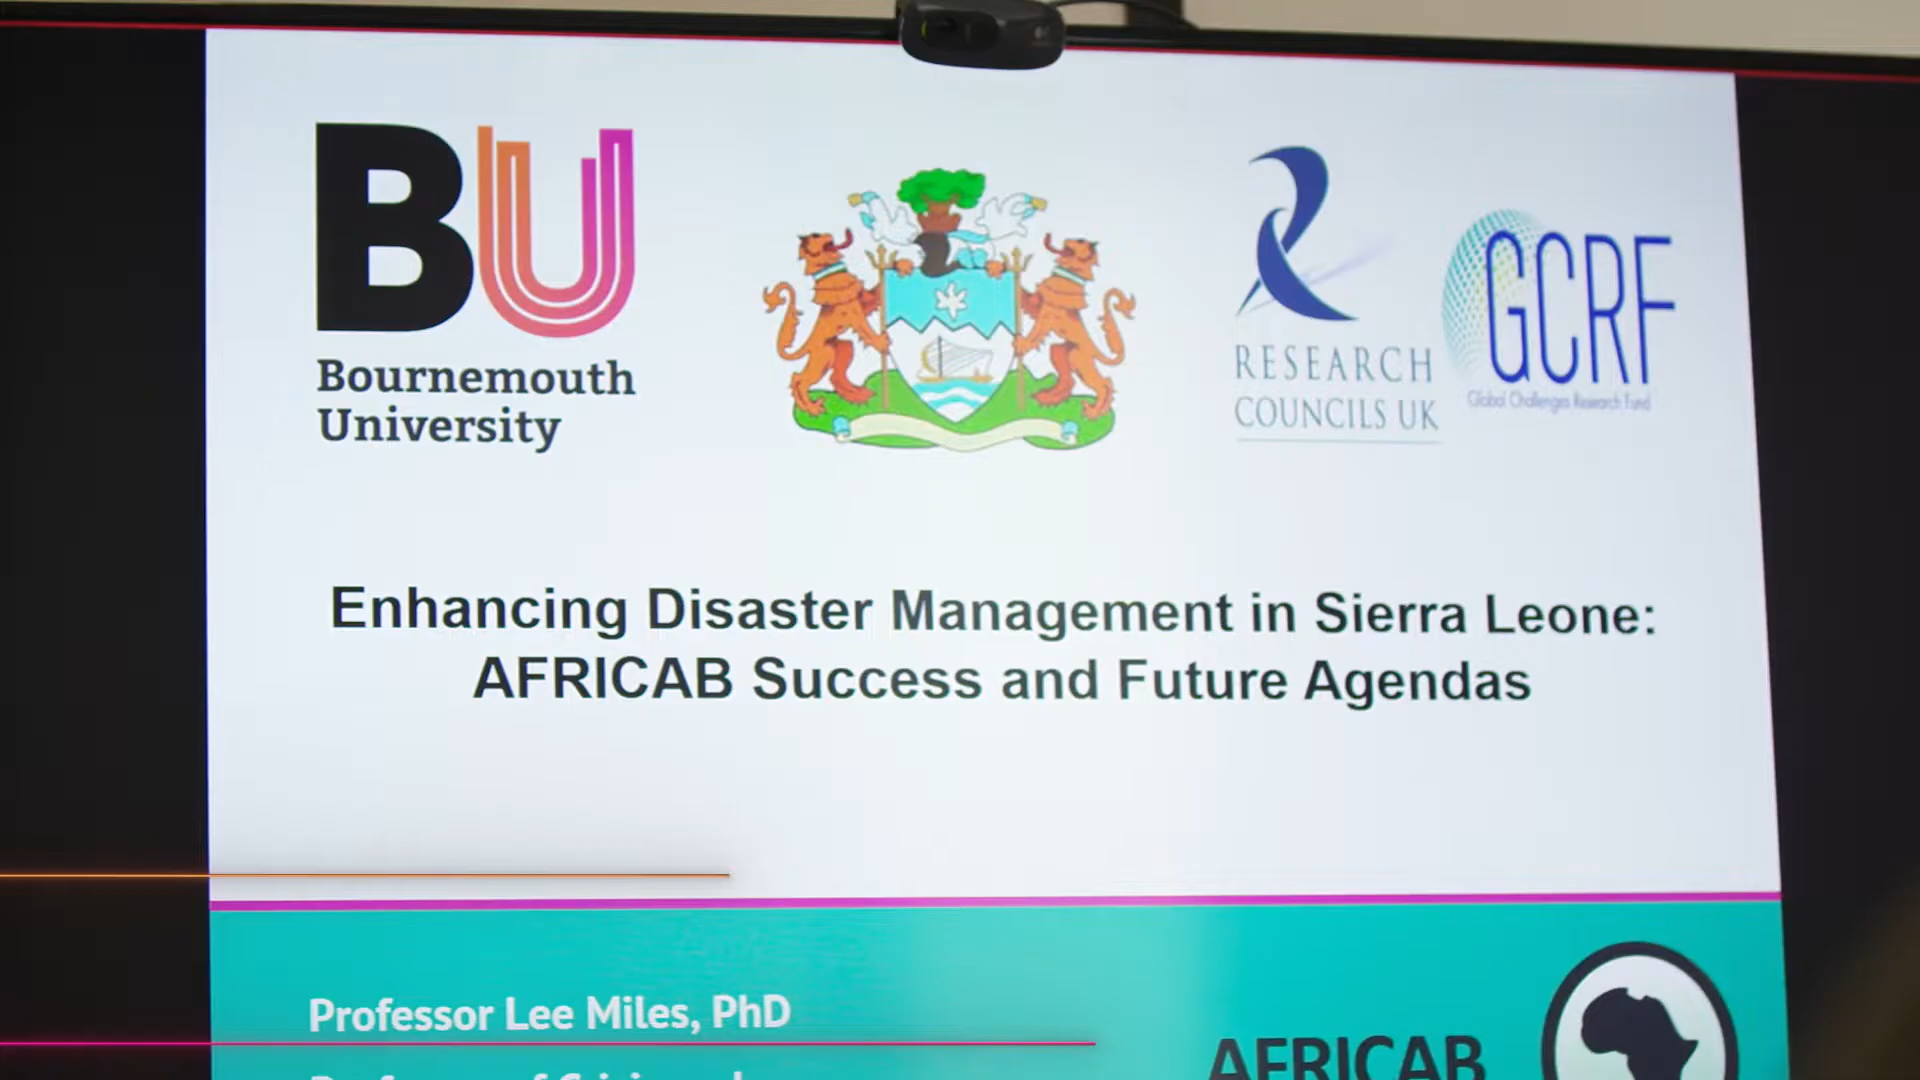 BU
Bournemouth
University
RESEARCH
COUNCILS UK
GCRF
Global Challenges Research Fund
Enhancing Disaster Management in Sierra Leone:
AFRICAB Success and Future Agendas
Professor Lee Miles, PhD
AFRICAB